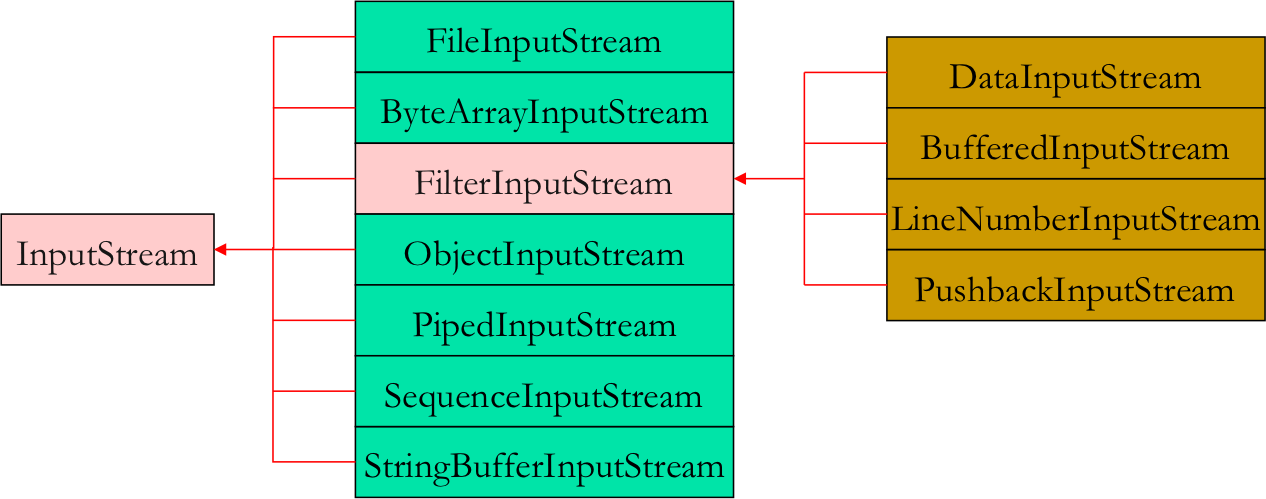 InputStream
FileInputStream
ByteArrayInputStream
FilterInputStream
ObjectInputStream
PipedInputStream
SequenceInputStream
StringBufferInputStream
DataInputStream
BufferedInputStream
LineNumberInputStream
PushbackInputStream